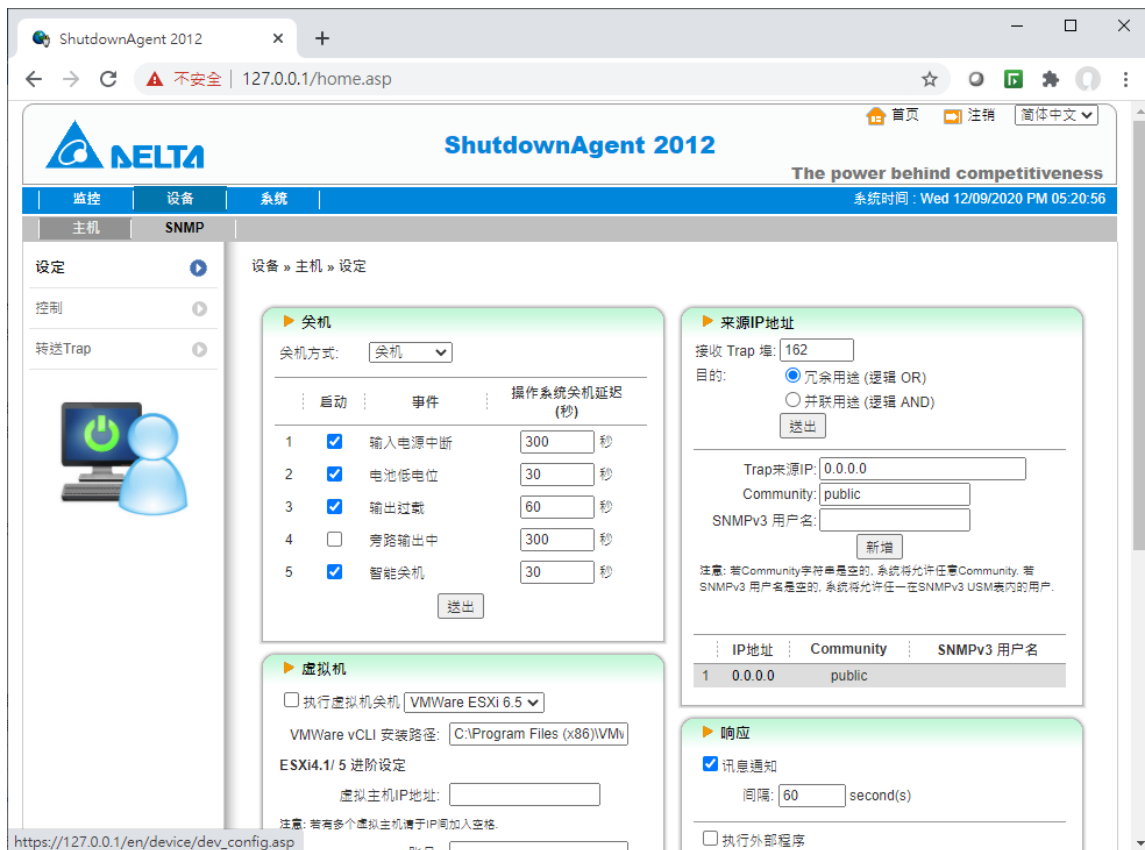 ShutdownAgent 2012
不安全 | 127.0.0.1/home.asp
首页 注销 简体中文
DELTA
ShutdownAgent 2012
The power behind competitiveness
监控 设备 系统 系统时间 : Wed 12/09/2020 PM 05:20:56
主机 SNMP
设定
控制
转送Trap
设备 » 主机 » 设定
关机
关机方式: 关机
启动 事件 操作系统关机延迟
(秒)
1 输入电源中断 300 秒
2 电池低电位 30 秒
3 输出过载 60 秒
4 旁路输出中 300 秒
5 智能关机 30 秒
送出
虚拟机
执行虚拟机关机 VMWare ESXi 6.5
VMWare vCLI 安装路径: C:\Program Files (x86)\VMv
ESXi4.1/ 5 进阶设定
虚拟主机IP地址:
注意: 若有多个虚拟主机请于IP间加入空格.
来源IP地址
接收 Trap 埠: 162
目的: 冗余用途 (逻辑 OR)
并联用途 (逻辑 AND)
送出
Trap来源IP: 0.0.0.0
Community: public
SNMPv3 用户名:
新增
注意: 若Community字符串是空的, 系统将允许任意Community. 若
SNMPv3 用户名是空的, 系统将允许任一在SNMPv3 USM表内的用户.
IP地址 Community SNMPv3 用户名
1 0.0.0.0 public
响应
讯息通知
间隔: 60 second(s)
执行外部程序
https://127.0.0.1/en/device/dev_config.asp